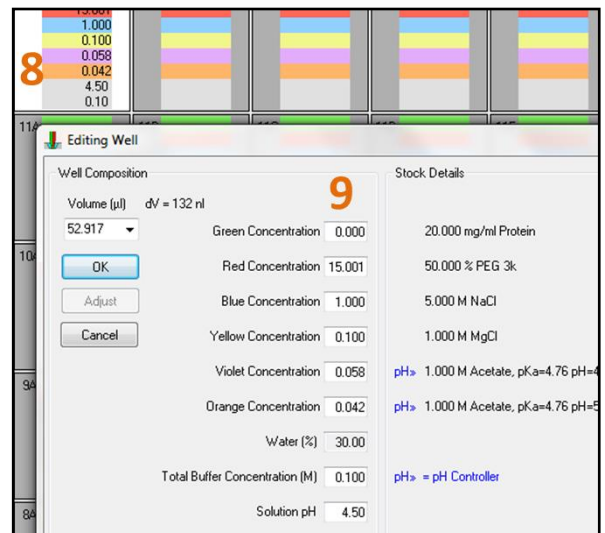 1.000
0.100
0.058
0.042
4.50
0.10
8
11A
Editing Well
Well Composition
9
Stock Details
Volume (µl) dV = 132 nl
52.917
Green Concentration 0.000 20.000 mg/ml Protein
10A
OK
Red Concentration 15.001 50.000 % PEG 3k
Adjust
Blue Concentration 1.000 5.000 M NaCl
Cancel
Yellow Concentration 0.100 1.000 M MgCl
9A
Violet Concentration 0.058 pH» 1.000 M Acetate, pKa=4.76 pH=4
Orange Concentration 0.042 pH» 1.000 M Acetate, pKa=4.76 pH=5
Water (%) 30.00
Total Buffer Concentration (M) 0.100 pH» = pH Controller
8A
Solution pH 4.50